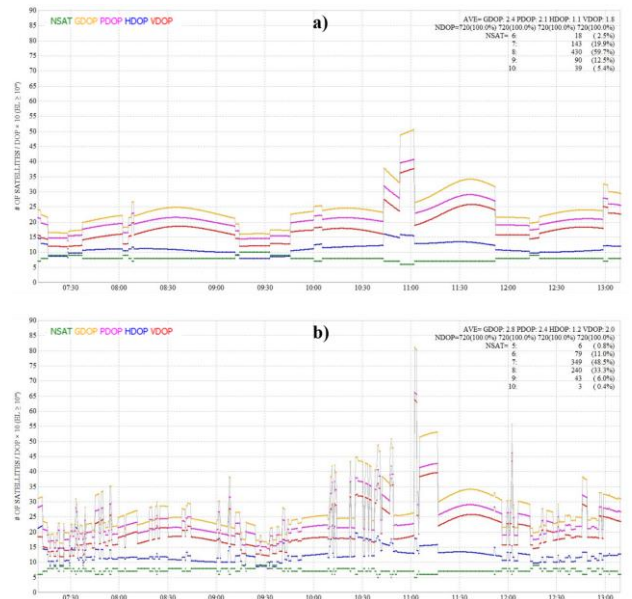 a)
NSAT GDOP PDOP HDOP VDOP
AVE= GDOP: 2.4 PDOP: 2.1 HDOP: 1.1 VDOP: 1.8
NDOP=720(100.0%) 720(100.0%) 720(100.0%) 720(100.0%)
NSAT= 6: 18 ( 2.5%)
7: 143 (19.9%)
8: 430 (59.7%)
9: 90 (12.5%)
10: 39 ( 5.4%)
# OF SATELLITES / DOP × 10 (EL ≥ 10°)
90
85
80
75
70
65
60
55
50
45
40
35
30
25
20
15
10
5
0
07:30 08:00 08:30 09:00 09:30 10:00 10:30 11:00 11:30 12:00 12:30 13:00
b)
NSAT GDOP PDOP HDOP VDOP
AVE= GDOP: 2.8 PDOP: 2.4 HDOP: 1.2 VDOP: 2.0
NDOP=720(100.0%) 720(100.0%) 720(100.0%) 720(100.0%)
NSAT= 5: 6 ( 0.8%)
6: 79 (11.0%)
7: 349 (48.5%)
8: 240 (33.3%)
9: 43 ( 6.0%)
10: 3 ( 0.4%)
# OF SATELLITES / DOP × 10 (EL ≥ 10°)
90
85
80
75
70
65
60
55
50
45
40
35
30
25
20
15
10
5
0
07:30 08:00 08:30 09:00 09:30 10:00 10:30 11:00 11:30 12:00 12:30 13:00